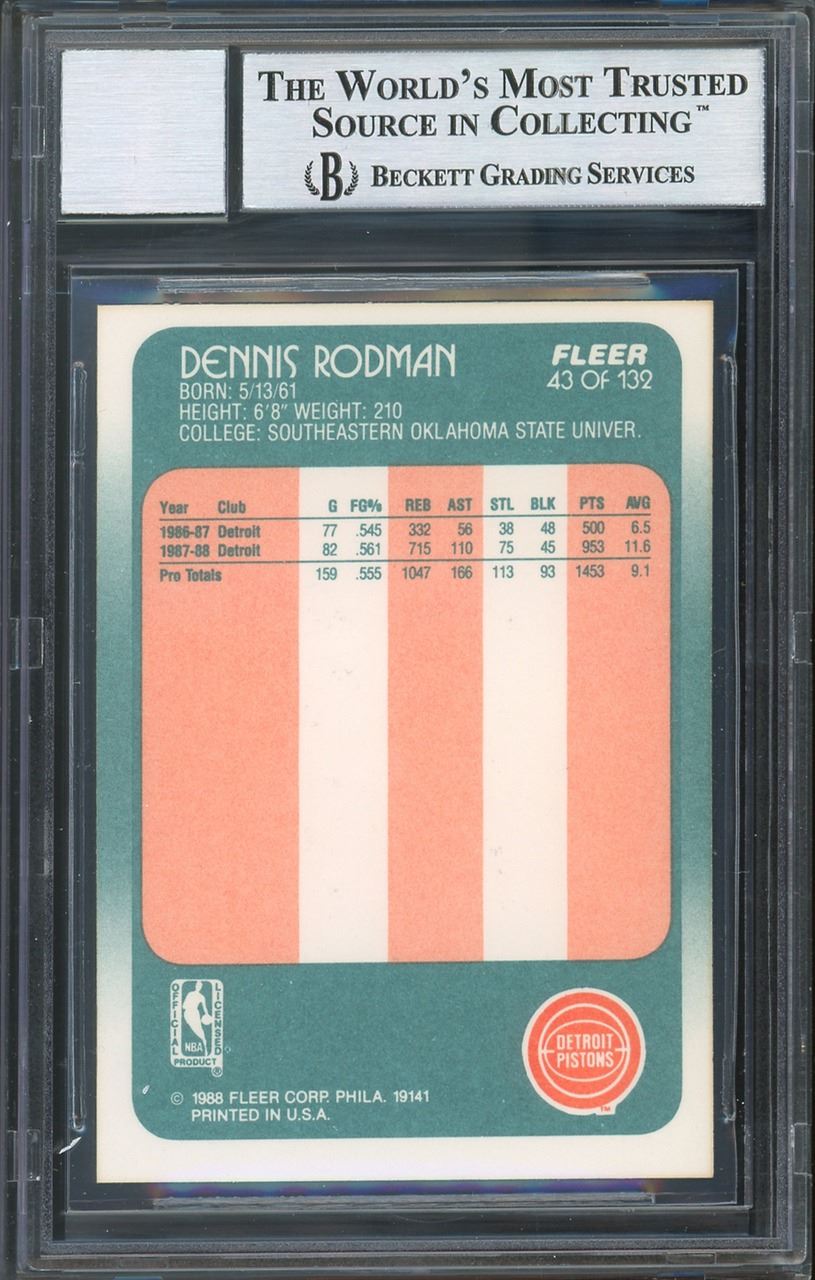 THE WORLD'S MOST TRUSTED
SOURCE IN COLLECTING™
B BECKETT GRADING SERVICES
DENNIS RODMAN
FLEER
43 OF 132
BORN: 5/13/61
HEIGHT: 6'8" WEIGHT: 210
COLLEGE: SOUTHEASTERN OKLAHOMA STATE UNIVER.
Year Club G FG% REB AST STL BLK PTS AVG
1986-87 Detroit 77 .545 332 56 38 48 500 6.5
1987-88 Detroit 82 .561 715 110 75 45 953 11.6
Pro Totals 159 .555 1047 166 113 93 1453 9.1
OFFICIAL
LICENSED
NBA
PRODUCT ®
DETROIT
PISTONS
TM
© 1988 FLEER CORP. PHILA. 19141
PRINTED IN U.S.A.